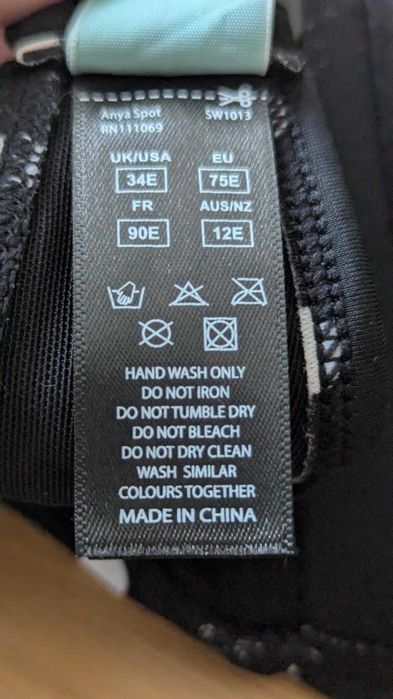 Anya Spot SW1013
RN111069
UK/USA EU
34E 75E
FR AUS/NZ
90E 12E
HAND WASH ONLY
DO NOT IRON
DO NOT TUMBLE DRY
DO NOT BLEACH
DO NOT DRY CLEAN
WASH SIMILAR
COLOURS TOGETHER
MADE IN CHINA